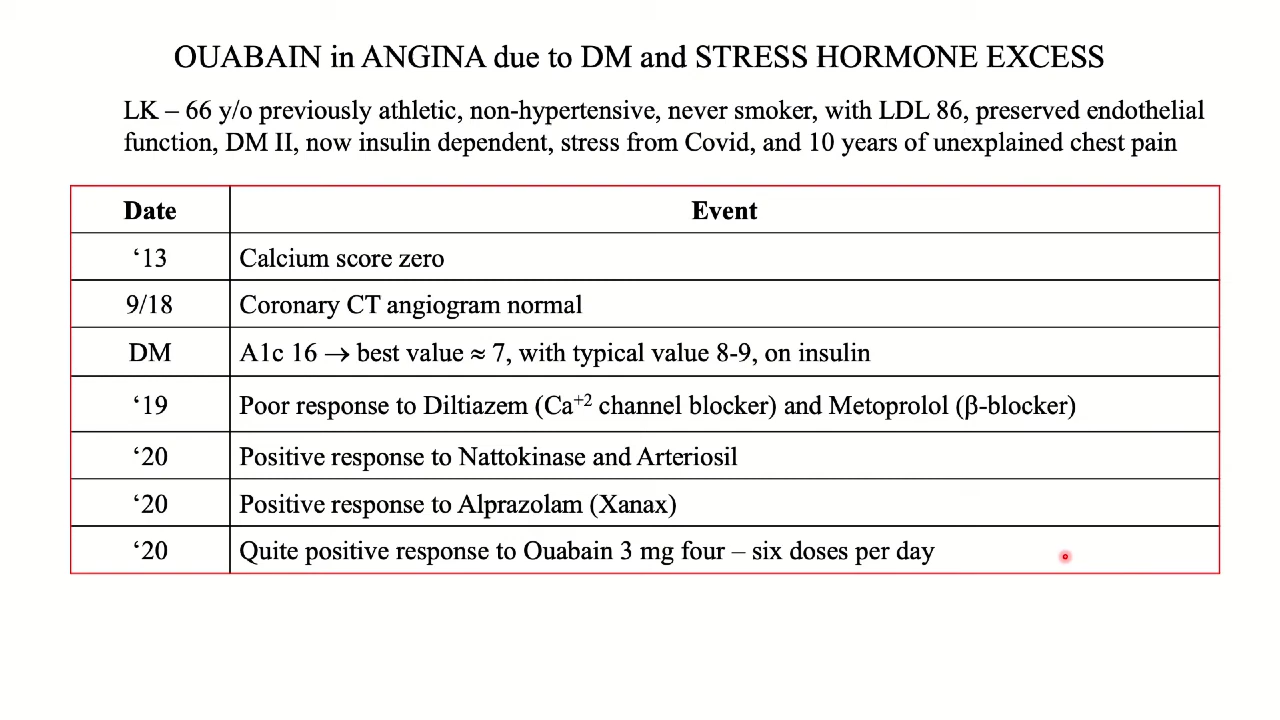 OUABAIN in ANGINA due to DM and STRESS HORMONE EXCESS
LK – 66 y/o previously athletic, non-hypertensive, never smoker, with LDL 86, preserved endothelial
function, DM II, now insulin dependent, stress from Covid, and 10 years of unexplained chest pain
Date Event
‘13 Calcium score zero
9/18 Coronary CT angiogram normal
DM A1c 16 → best value ≈ 7, with typical value 8-9, on insulin
‘19 Poor response to Diltiazem (Ca⁺² channel blocker) and Metoprolol (β-blocker)
‘20 Positive response to Nattokinase and Arteriosil
‘20 Positive response to Alprazolam (Xanax)
‘20 Quite positive response to Ouabain 3 mg four – six doses per day